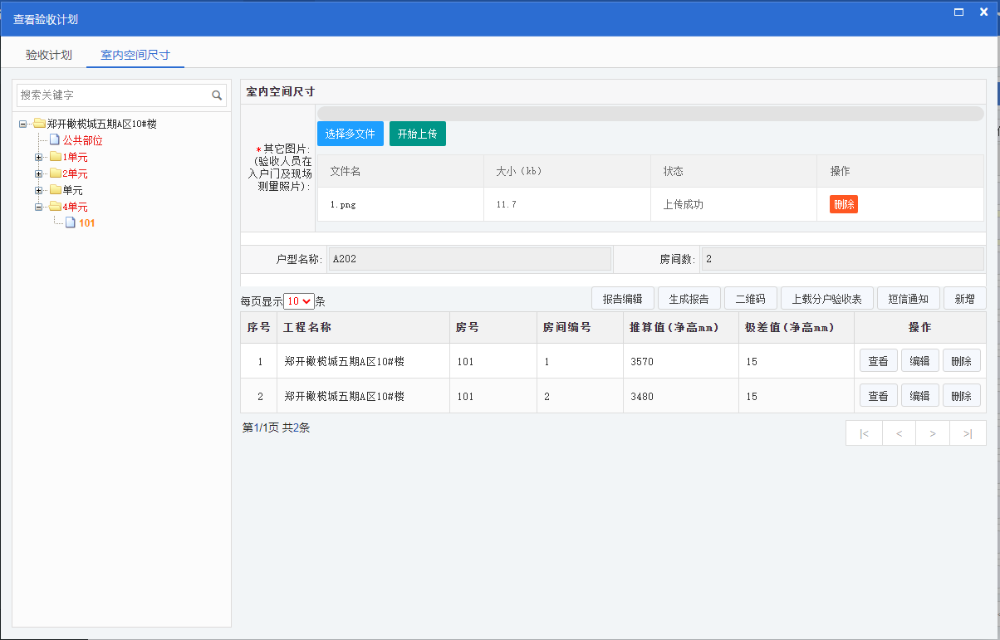 查看验收计划
验收计划 室内空间尺寸
搜索关键字
郑开橄榄城五期A区10#楼
公共部位
1单元
2单元
单元
4单元
101
室内空间尺寸
*其它图片:
(验收人员在
入户门及现场
测量照片):
选择多文件 开始上传
文件名 大小（kb） 状态 操作
1.png 11.7 上传成功 删除
户型名称: A202 房间数: 2
每页显示 10 条 报告编辑 生成报告 二维码 上载分户验收表 短信通知 新增
序号 工程名称 房号 房间编号 推算值(净高mm) 极差值(净高mm) 操作
1 郑开橄榄城五期A区10#楼 101 1 3570 15 查看 编辑 删除
2 郑开橄榄城五期A区10#楼 101 2 3480 15 查看 编辑 删除
第1/1页 共2条 |< < > >|